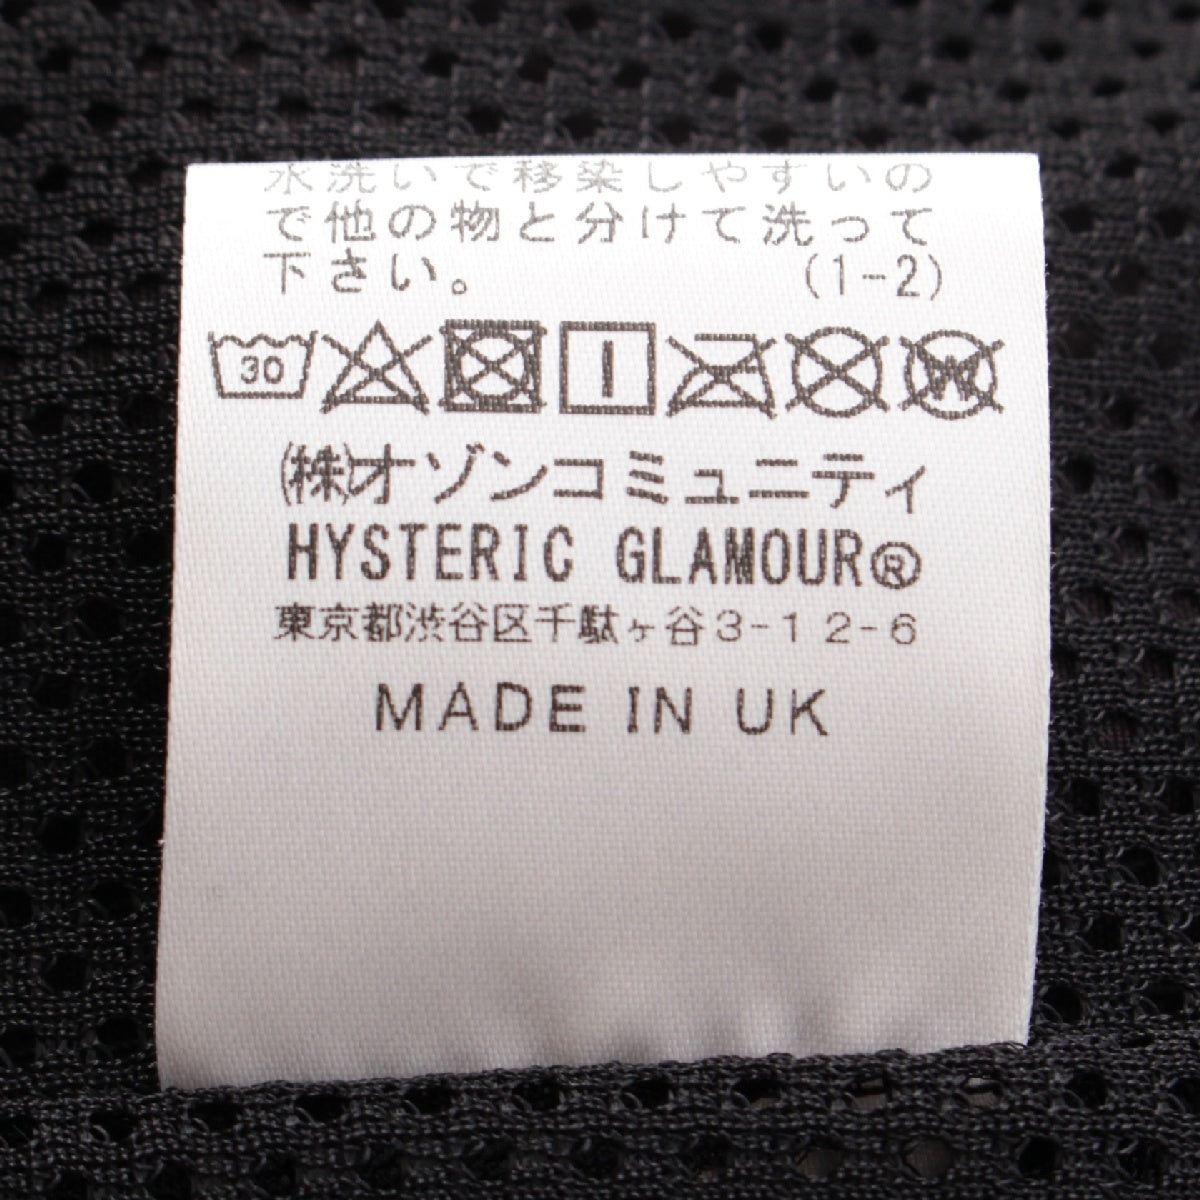 水洗いで移染しやすいの
で他の物と分けて洗って
下さい。 (1-2)
30 W
㈱オゾンコミュニティ
HYSTERIC GLAMOUR®
東京都渋谷区千駄ヶ谷3-12-6
MADE IN UK